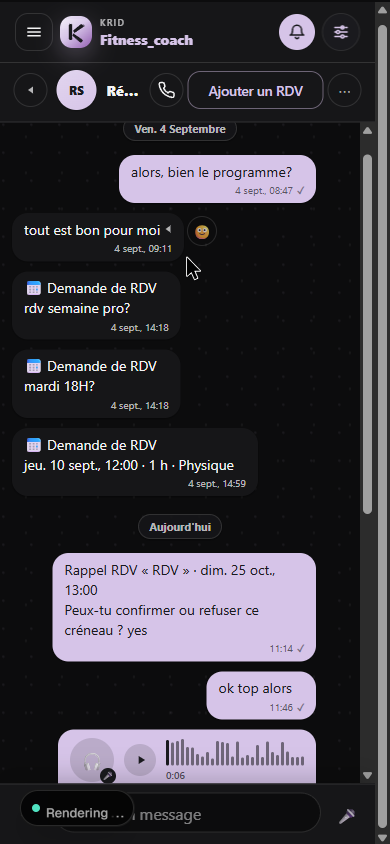 KRID
Fitness_coach
RS
Ré...
Ajouter un RDV
...
Ven. 4 Septembre
alors, bien le programme?
4 sept., 08:47 ✓
tout est bon pour moi
4 sept., 09:11
Demande de RDV
rdv semaine pro?
4 sept., 14:18
Demande de RDV
mardi 18H?
4 sept., 14:18
Demande de RDV
jeu. 10 sept., 12:00 · 1 h · Physique
4 sept., 14:59
Aujourd'hui
Rappel RDV « RDV » · dim. 25 oct.,
13:00
Peux-tu confirmer ou refuser ce
créneau ? yes
11:14 ✓
ok top alors
11:46 ✓
0:06
Rendering ...
message